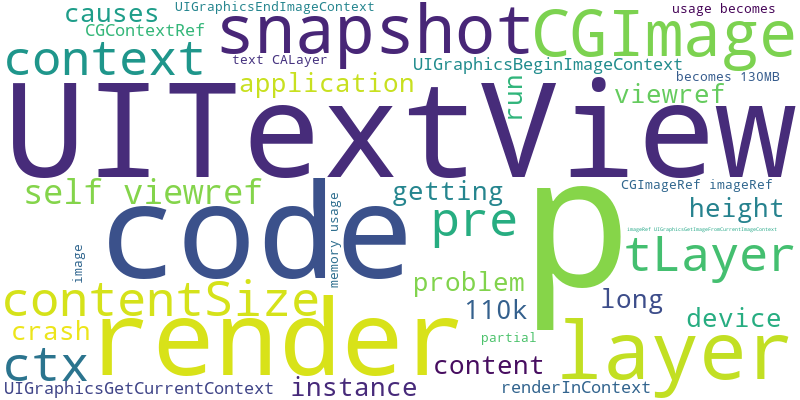 causes
UIGraphicsEndImageContext
snapshot
CGImage
usage becomes
CGContextRef
context
text CALayer
UIGraphicsBeginImageContext
application
run
becomes 130MB
viewref
UITextView
self viewref
code
memory usage
getting
pre
p
CGImageRef imageRef
height
imageRef UIGraphicsGetImageFromCurrentImageContext
tLayer
image
contentSize
render
problem
110k
long
device
layer
crash
ctx
partial
content
UIGraphicsGetCurrentContext
instance
renderInContext